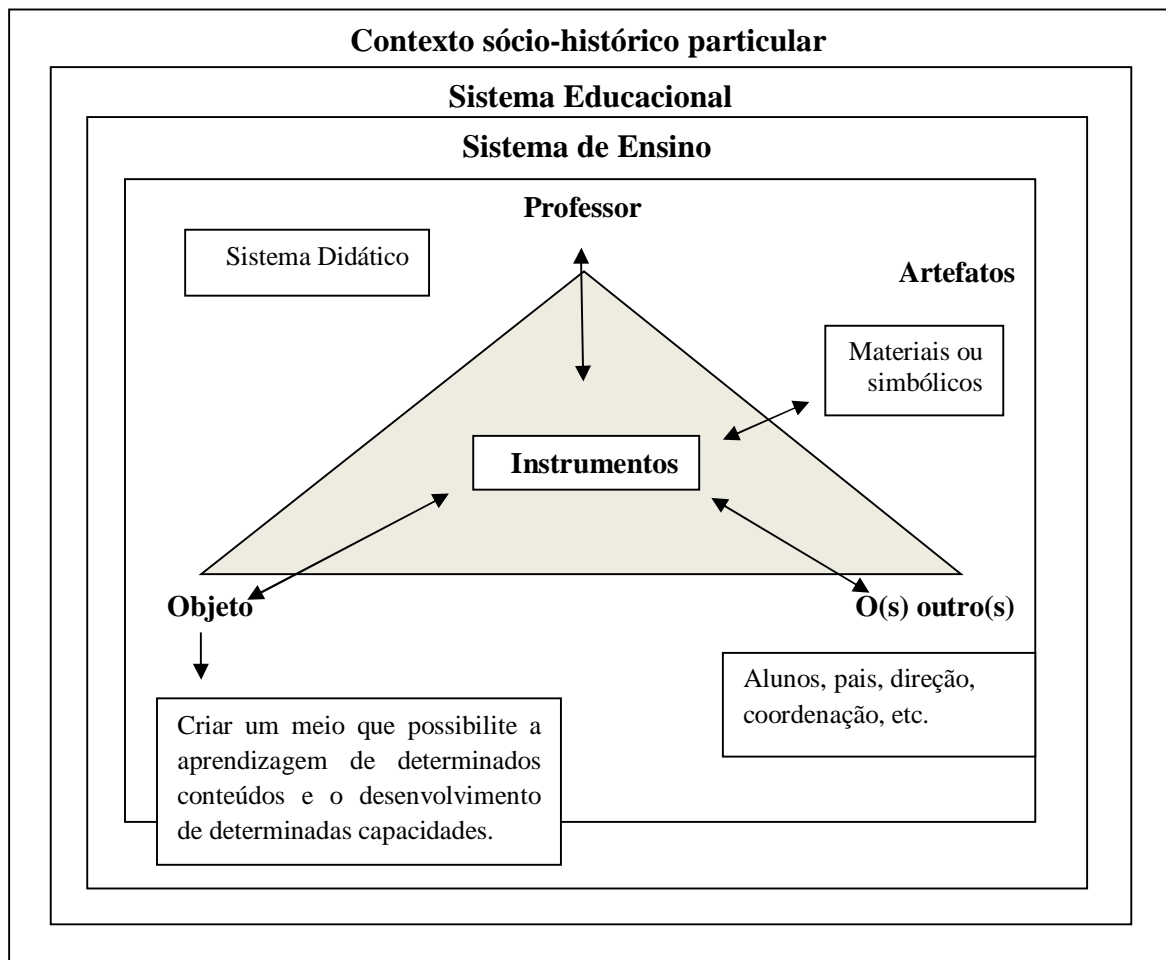 Contexto sócio-histórico particular
Sistema Educacional
Sistema de Ensino
Professor
Sistema Didático
Artefatos
Materiais ou
simbólicos
Instrumentos
Objeto
O(s) outro(s)
Alunos, pais, direção,
coordenação, etc.
Criar um meio que possibilite a
aprendizagem de determinados
conteúdos e o desenvolvimento
de determinadas capacidades.